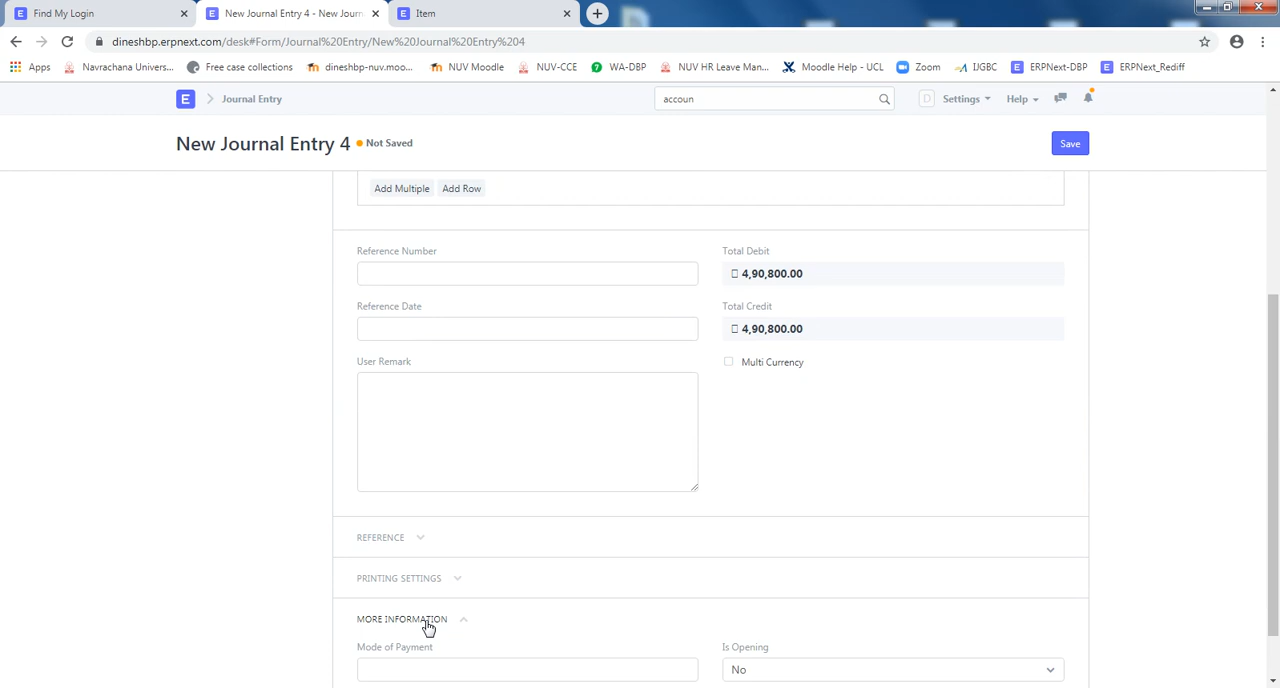 Find My Login
New Journal Entry 4 - New Journ
Item
dineshbp.erpnext.com/desk#Form/Journal%20Entry/New%20Journal%20Entry%204
Apps
Navrachana Univers...
Free case collections
dineshbp-nuv.moo...
NUV Moodle
NUV-CCE
WA-DBP
NUV HR Leave Man...
Moodle Help - UCL
Zoom
IJGBC
ERPNext-DBP
ERPNext_Rediff
E
Journal Entry
accoun
D
Settings
Help
New Journal Entry 4
Not Saved
Save
Add Multiple
Add Row
Reference Number
Total Debit
4,90,800.00
Reference Date
Total Credit
4,90,800.00
User Remark
Multi Currency
REFERENCE
PRINTING SETTINGS
MORE INFORMATION
Mode of Payment
Is Opening
No